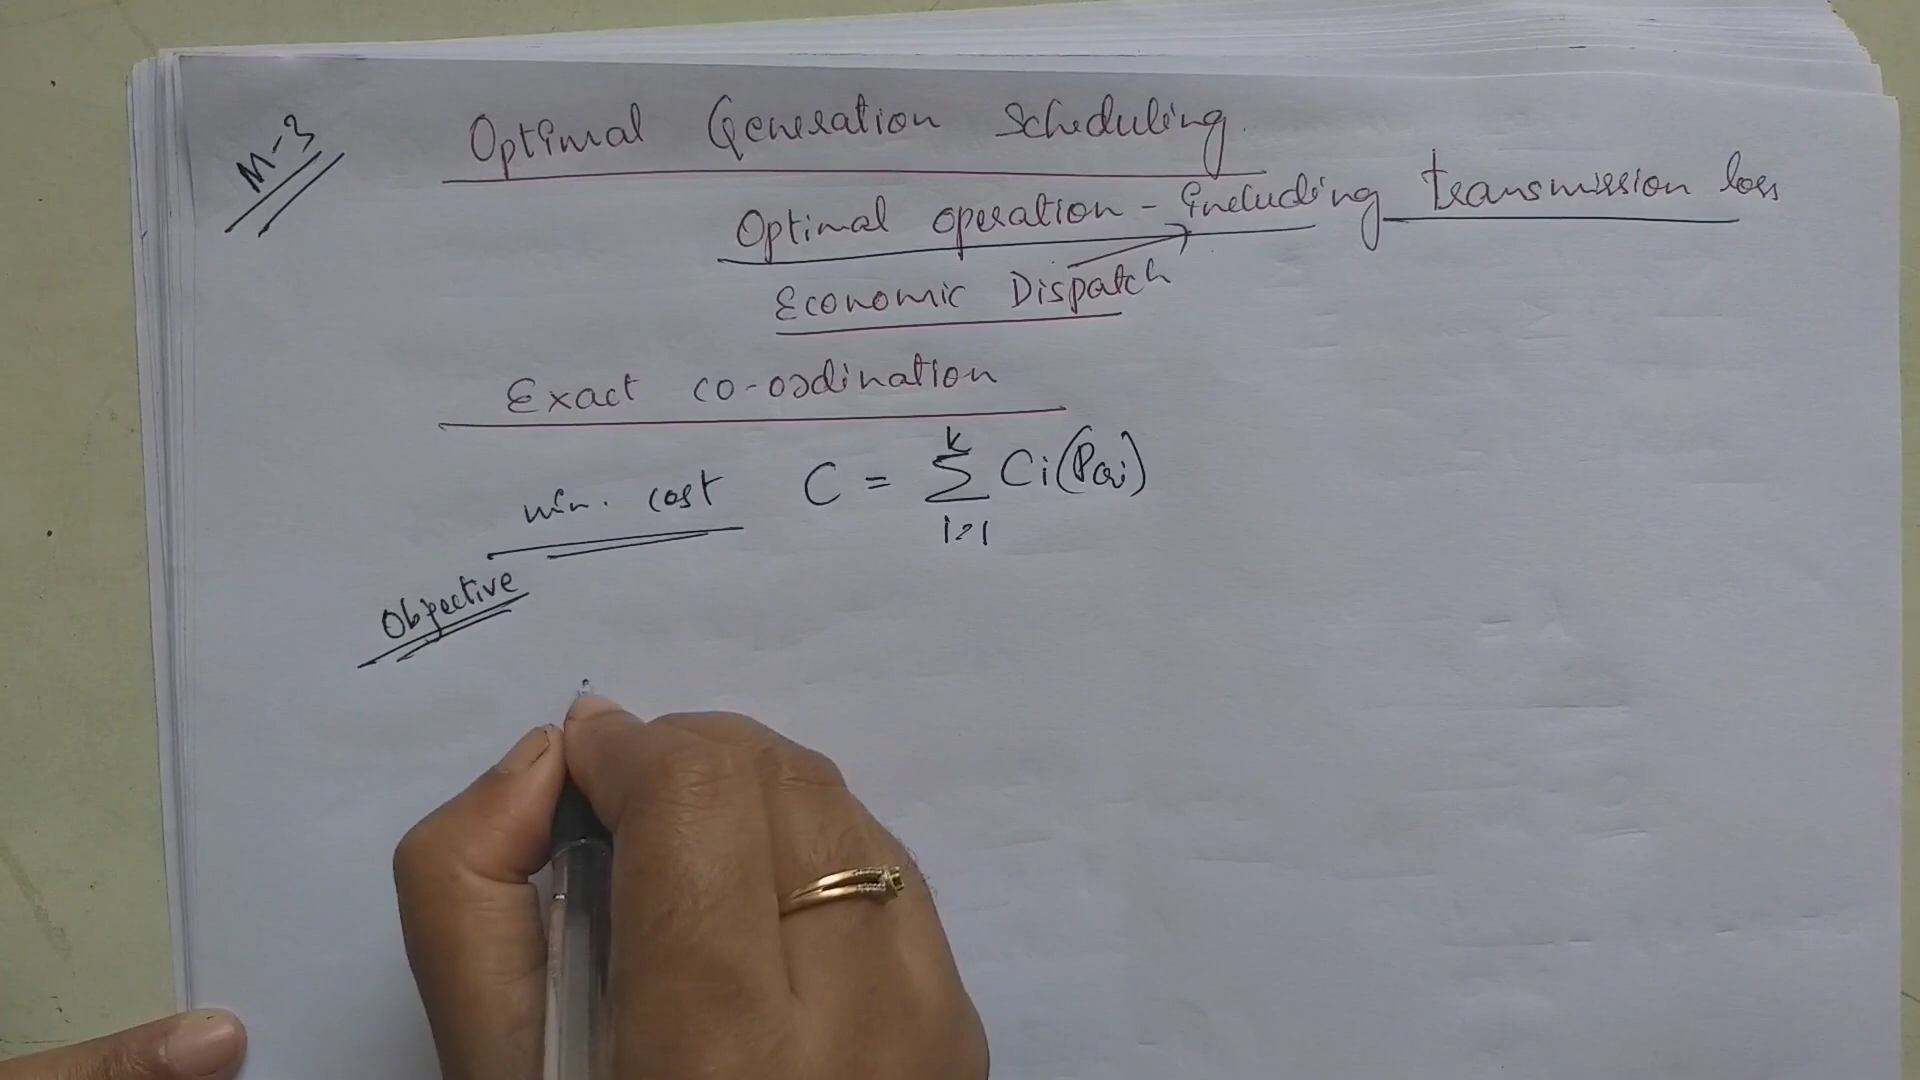 M-3
Optimal Generation Scheduling.
Optimal operation - including transmission loss
Economic Dispatch
Exact co-ordination
min. cost C = k∑i=1 Ci(PGi)
Objective